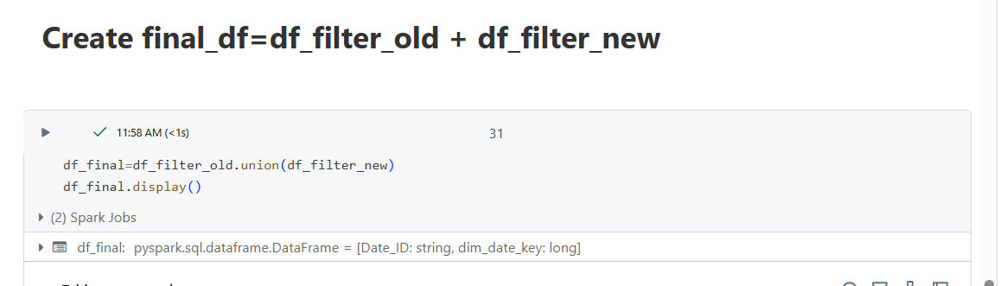 Create final_df=df_filter_old + df_filter_new
11:58 AM (<1s)
31
df_final=df_filter_old.union(df_filter_new)
df_final.display()
(2) Spark Jobs
df_final: pyspark.sql.dataframe.DataFrame = [Date_ID: string, dim_date_key: long]